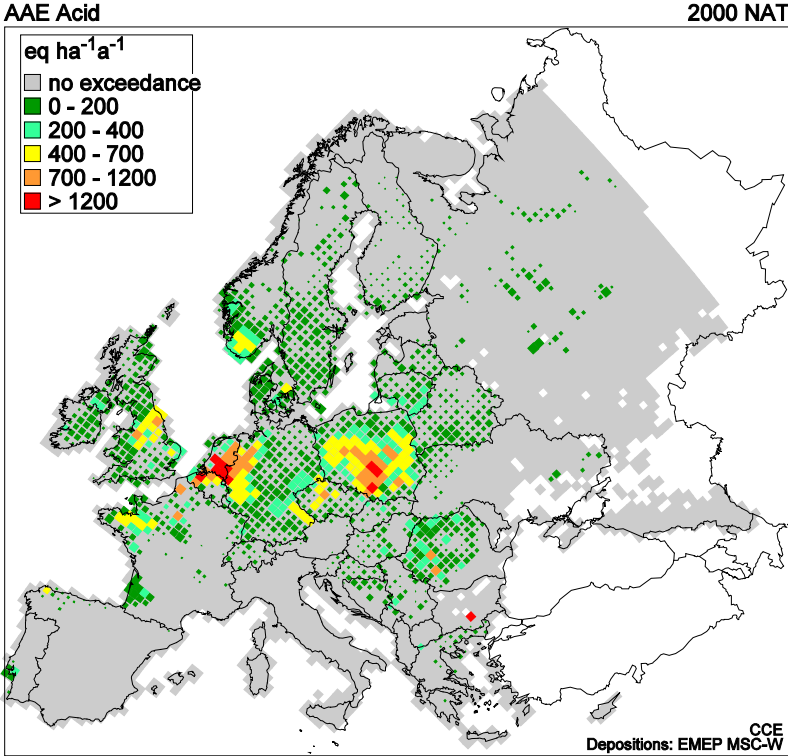 AAE Acid
2000 NAT
eq ha⁻¹a⁻¹
no exceedance
0 - 200
200 - 400
400 - 700
700 - 1200
> 1200
CCE
Depositions: EMEP MSC-W